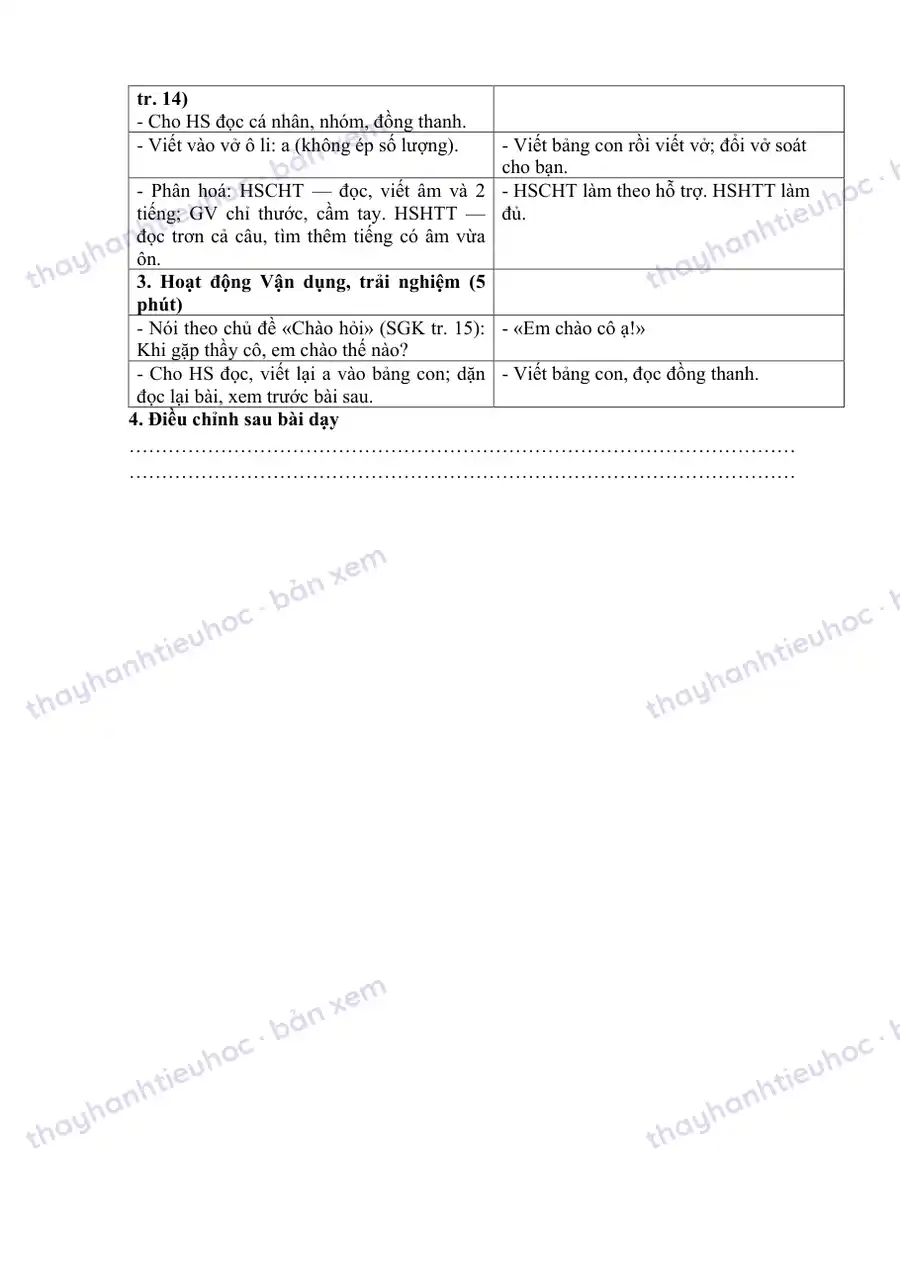 tr. 14)
- Cho HS đọc cá nhân, nhóm, đồng thanh.
- Viết vào vở ô li: a (không ép số lượng).
- Viết bảng con rồi viết vở; đổi vở soát
cho bạn.
- Phân hoá: HSCHT — đọc, viết âm và 2
tiếng; GV chỉ thước, cầm tay. HSHTT —
đọc trơn cả câu, tìm thêm tiếng có âm vừa
ôn.
- HSCHT làm theo hỗ trợ. HSHTT làm
đủ.
3. Hoạt động Vận dụng, trải nghiệm (5
phút)
- Nói theo chủ đề «Chào hỏi» (SGK tr. 15):
Khi gặp thầy cô, em chào thế nào?
- «Em chào cô ạ!»
- Cho HS đọc, viết lại a vào bảng con; dặn
đọc lại bài, xem trước bài sau.
- Viết bảng con, đọc đồng thanh.
4. Điều chỉnh sau bài dạy
…………………………………………………………………………………………
…………………………………………………………………………………………
thayhanhtieuhoc · bản xem
thayhanhtieuhoc · b
thayhanhtieuhoc · bản xem
thayhanhtieuhoc · b
thayhanhtieuhoc · bản xem
thayhanhtieuhoc · b